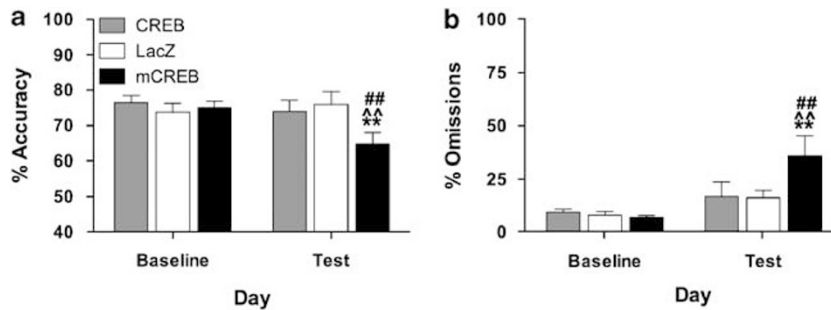 a
% Accuracy
100
90
80
70
60
50
40
CREB
LacZ
mCREB
##
^^
**
Baseline
Test
Day
b
% Omissions
100
75
50
25
0
##
^^
**
Baseline
Test
Day